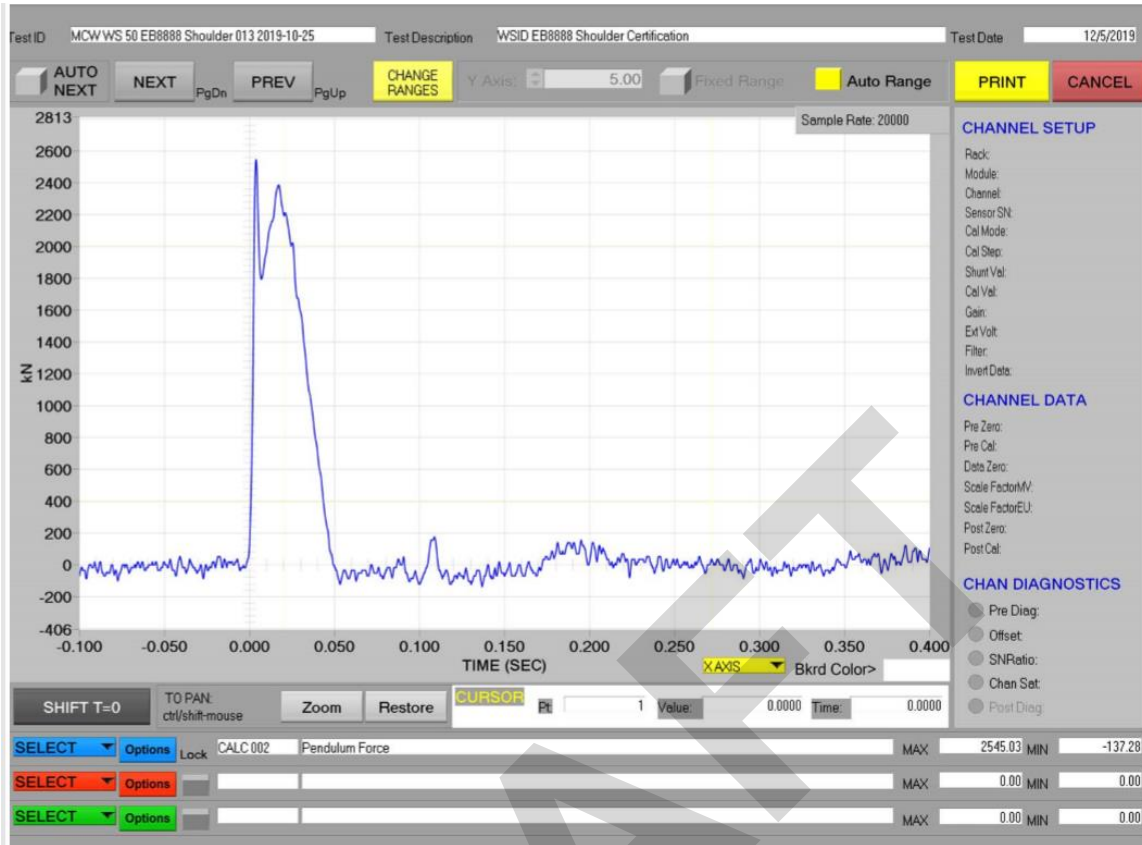 Test ID MCW WS 50 EB8888 Shoulder 013 2019-10-25 Test Description WSID EB8888 Shoulder Certification Test Date 12/5/2019
AUTO NEXT NEXT PgDn PREV PgUp CHANGE RANGES Y Axis: 5.00 Fixed Range Auto Range PRINT CANCEL
Sample Rate: 20000
2813
2600
2400
2200
2000
1800
1600
1400
1200
1000
800
600
400
200
0
-200
-406
kN
-0.100 -0.050 0.000 0.050 0.100 0.150 0.200 0.250 0.300 0.350 0.400
TIME (SEC) X AXIS Bkrd Color>
CHANNEL SETUP
Rack:
Module:
Channel:
Sensor SN:
Cal Mode:
Cal Step:
Shunt Val:
Cal Val:
Gain:
Ext Volt:
Filter:
Invert Data:
CHANNEL DATA
Pre Zero:
Pre Cal:
Data Zero:
Scale FactorMV:
Scale FactorEU:
Post Zero:
Post Cal:
CHAN DIAGNOSTICS
Pre Diag:
Offset:
SNRatio:
Chan Sat:
Post Diag:
SHIFT T=0 TO PAN: ctrl/shift-mouse Zoom Restore CURSOR Pt: 1 Value: 0.0000 Time: 0.0000
SELECT Options Lock CALC 002 Pendulum Force MAX 2545.03 MIN -137.28
SELECT Options MAX 0.00 MIN 0.00
SELECT Options MAX 0.00 MIN 0.00